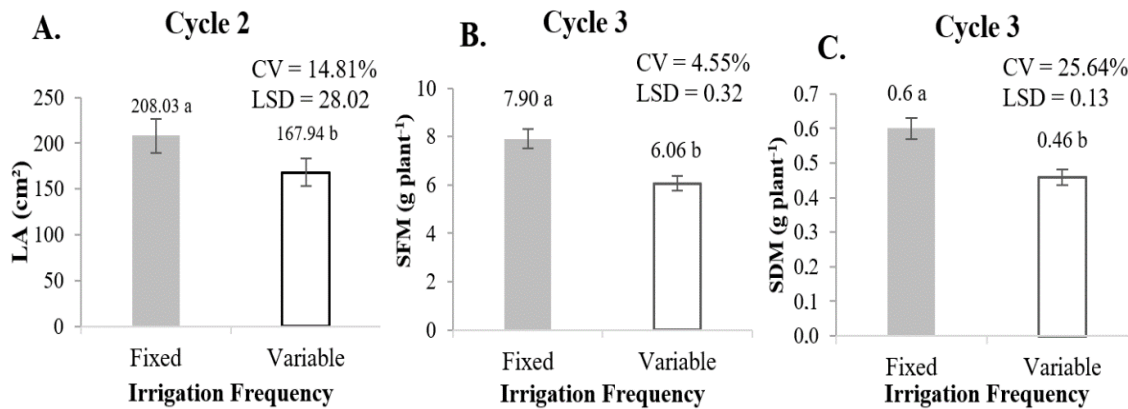 A.
Cycle 2
CV = 14.81%
LSD = 28.02
208.03 a
167.94 b
LA (cm²)
250
200
150
100
50
0
Fixed
Variable
Irrigation Frequency
B.
Cycle 3
CV = 4.55%
LSD = 0.32
7.90 a
6.06 b
SFM (g plant⁻¹)
10
8
6
4
2
0
Fixed
Variable
Irrigation Frequency
C.
Cycle 3
CV = 25.64%
LSD = 0.13
0.6 a
0.46 b
SDM (g plant⁻¹)
0.7
0.6
0.5
0.4
0.3
0.2
0.1
0.0
Fixed
Variable
Irrigation Frequency